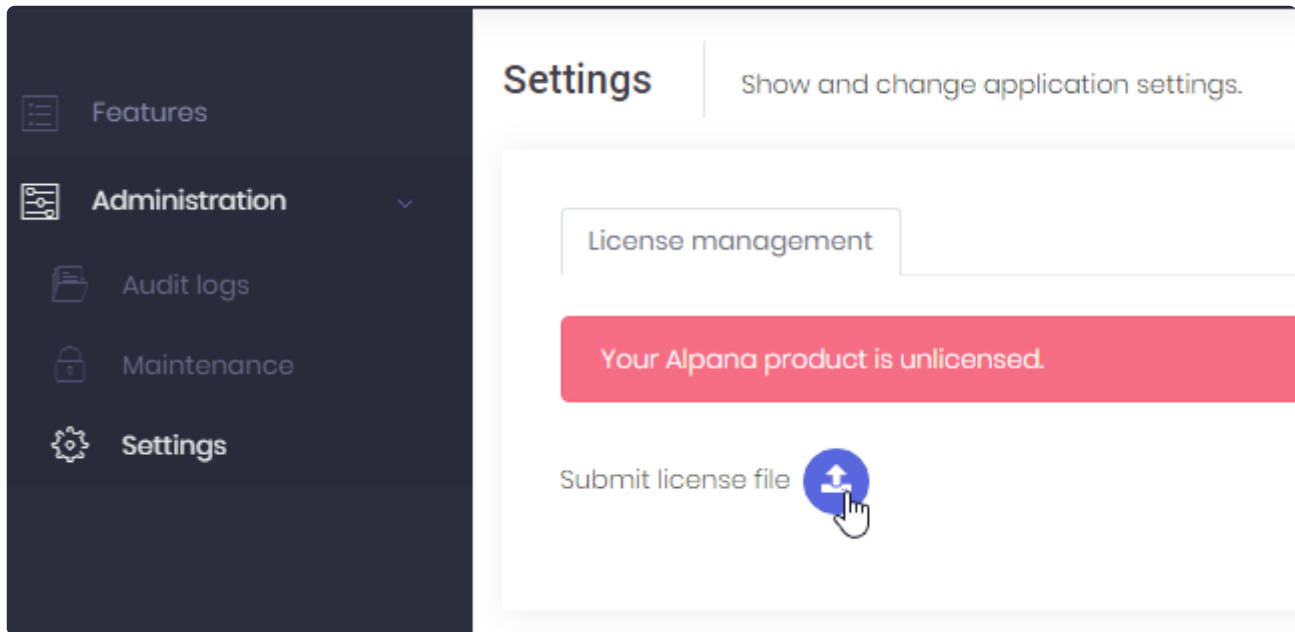 Features
Administration
Audit logs
Maintenance
Settings
Settings
Show and change application settings.
License management
Your Alpana product is unlicensed.
Submit license file